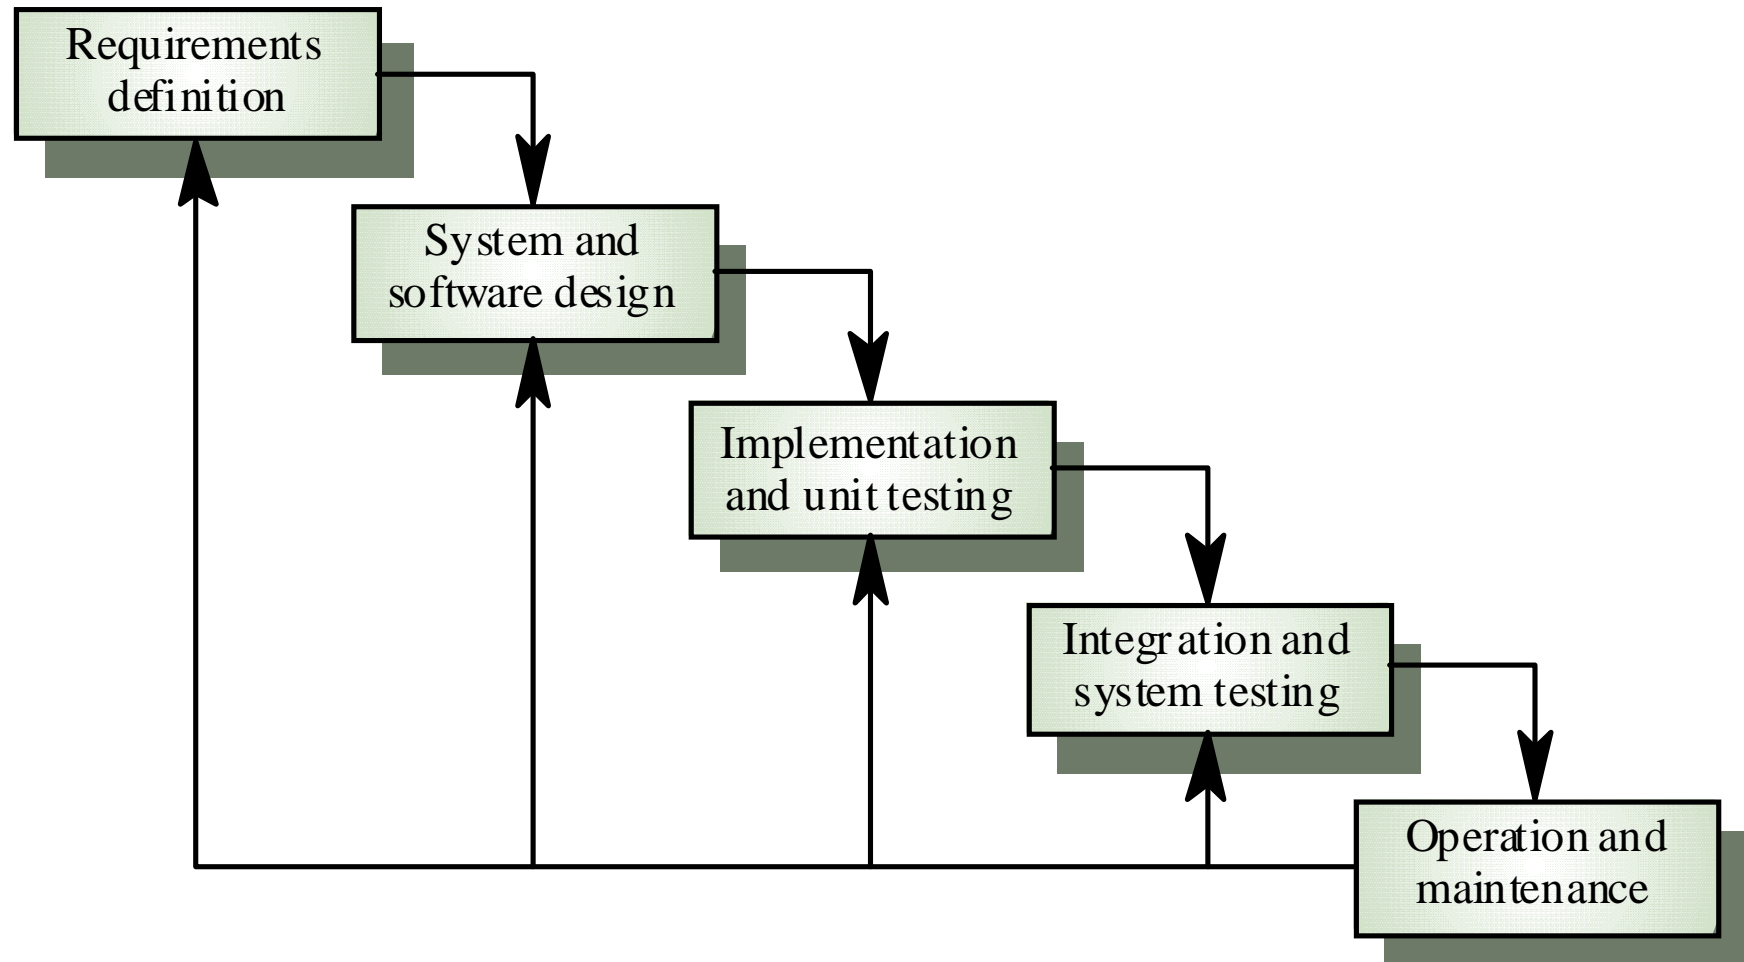 Requirements
definition
System and
software design
Implementation
and unit testing
Integration and
system testing
Operation and
maintenance